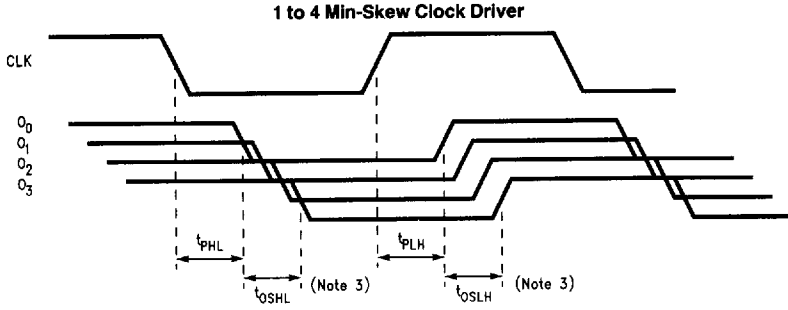 1 to 4 Min-Skew Clock Driver
CLK
O0
O1
O2
O3
tPHL
tPLH
tOSHL (Note 3)
tOSLH (Note 3)